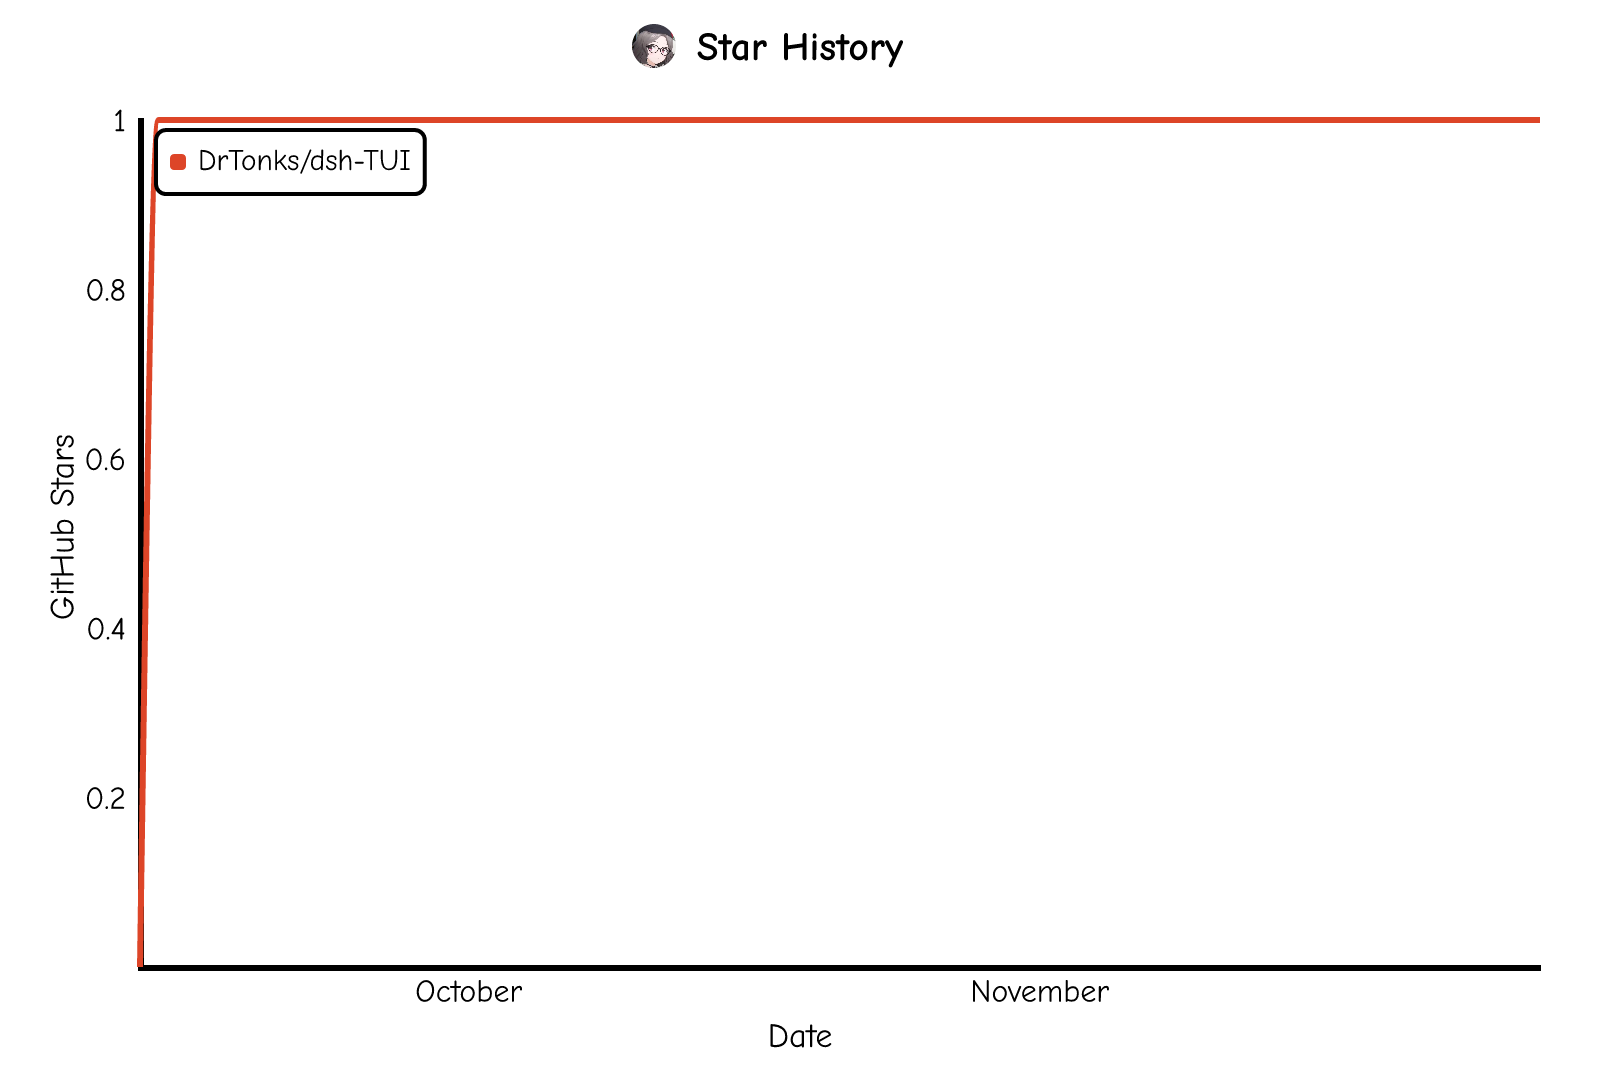 Star History
1
DrTonks/dsh-TUI
0.8
0.6
GitHub Stars
0.4
0.2
October
November
Date